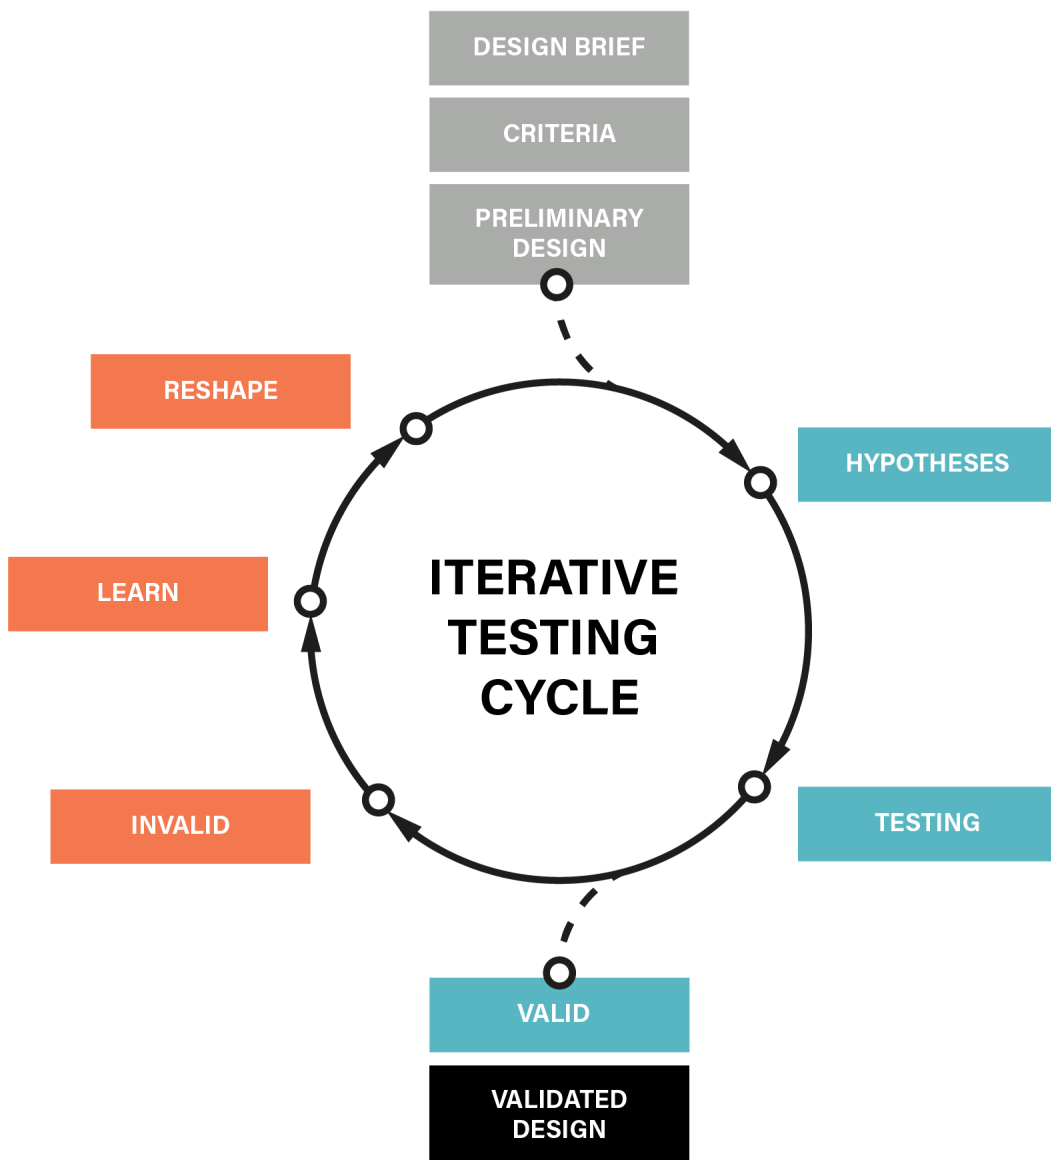 DESIGN BRIEF
CRITERIA
PRELIMINARY
DESIGN
RESHAPE
HYPOTHESES
LEARN
ITERATIVE
TESTING
CYCLE
INVALID
TESTING
VALID
VALIDATED
DESIGN